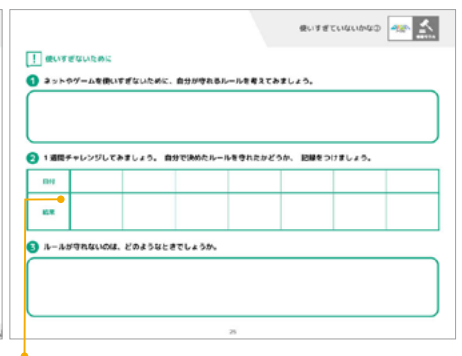 使いすぎていないかな②
! 使いすぎないために
1 ネットやゲームを使いすぎないために、自分が守れるルールを考えてみましょう。
2 1週間チャレンジしてみましょう。 自分で決めたルールを守れたかどうか、 記録をつけましょう。
日付
結果
3 ルールが守れないのは、どのようなときでしょうか。